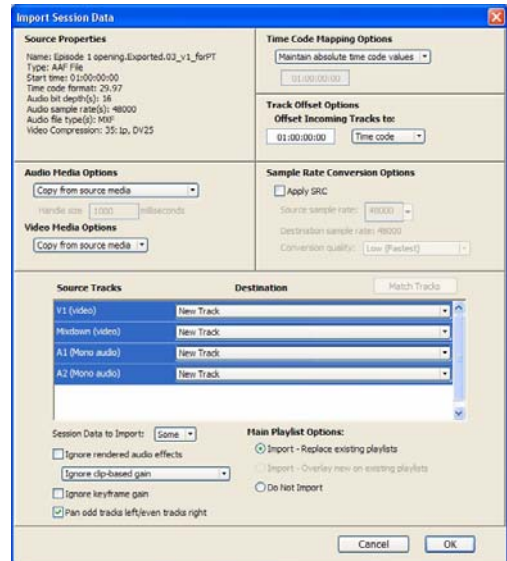 Import Session Data
Source Properties
Name: Episode 1 opening.Exported.03_v1_forPT
Type: AAF File
Start time: 01:00:00:00
Time code format: 29.97
Audio bit depth(s): 16
Audio sample rate(s): 48000
Audio file type(s): MXF
Video Compression: 35:1p, DV25
Time Code Mapping Options
Maintain absolute time code values
01:00:00:00
Track Offset Options
Offset Incoming Tracks to:
01:00:00:00 Time code
Audio Media Options
Copy from source media
Handle size 1000 milliseconds
Video Media Options
Copy from source media
Sample Rate Conversion Options
Apply SRC
Source sample rate: 48000
Destination sample rate: 48000
Conversion quality: Low (Fastest)
Source Tracks Destination Match Tracks
V1 (video) New Track
Mixdown (video) New Track
A1 (Mono audio) New Track
A2 (Mono audio) New Track
Session Data to Import: Some
Ignore rendered audio effects
Ignore clip-based gain
Ignore keyframe gain
Pan odd tracks left/even tracks right
Main Playlist Options:
Import - Replace existing playlists
Import - Overlay new on existing playlists
Do Not Import
Cancel OK